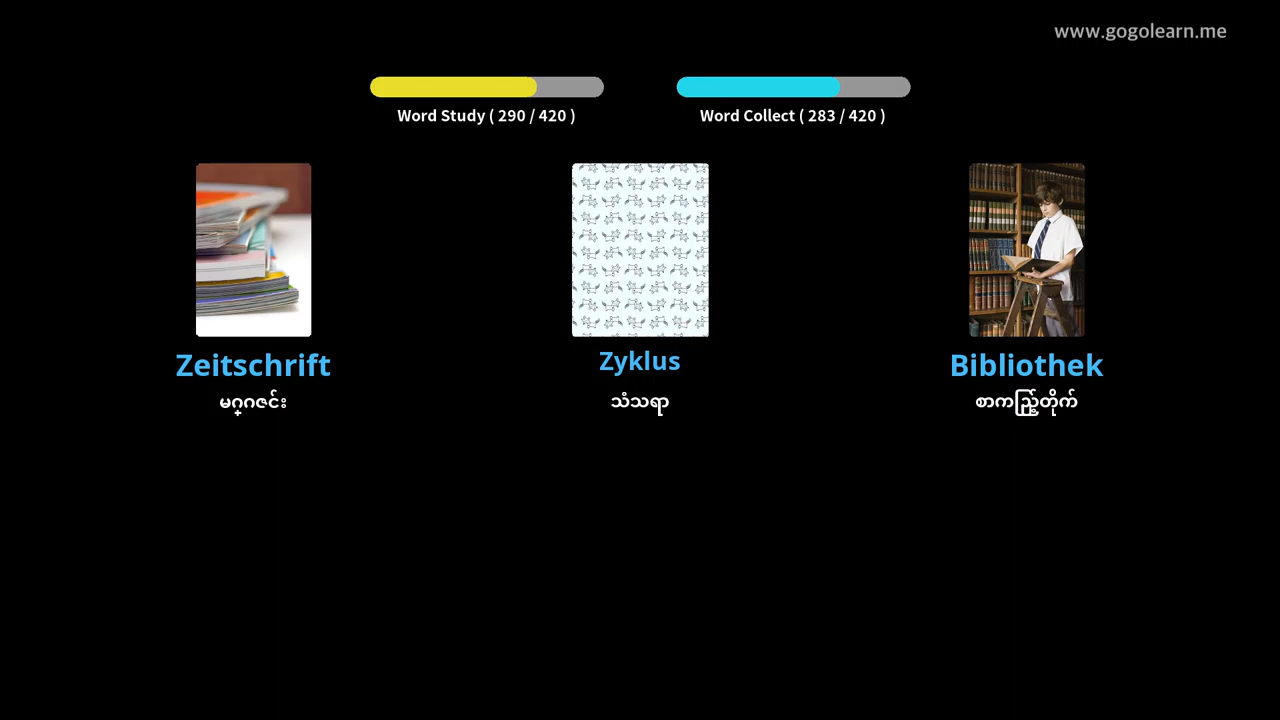 www.gogolearn.me
Word Study ( 290 / 420 )
Word Collect ( 283 / 420 )
Zeitschrift
Zyklus
Bibliothek
မဂ္ဂဇင်း
သံသရာ
စာကည့်တိုက်